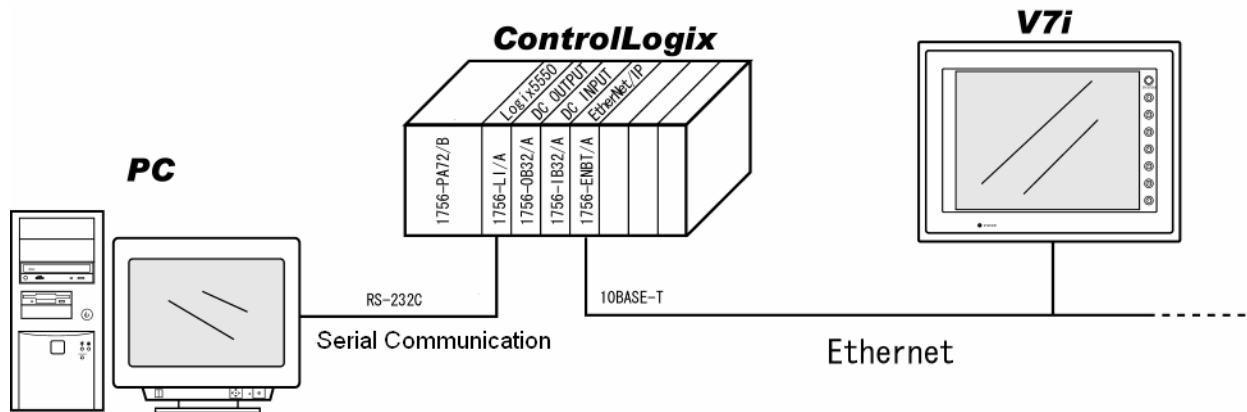 V7i
ControlLogix
Logix5550
DC OUTPUT
DC INPUT
EtherNet/IP
PC
1756-PA72/B
1756-L1/A
1756-OB32/A
1756-IB32/A
1756-ENBT/A
RS-232C
10BASE-T
Serial Communication
Ethernet